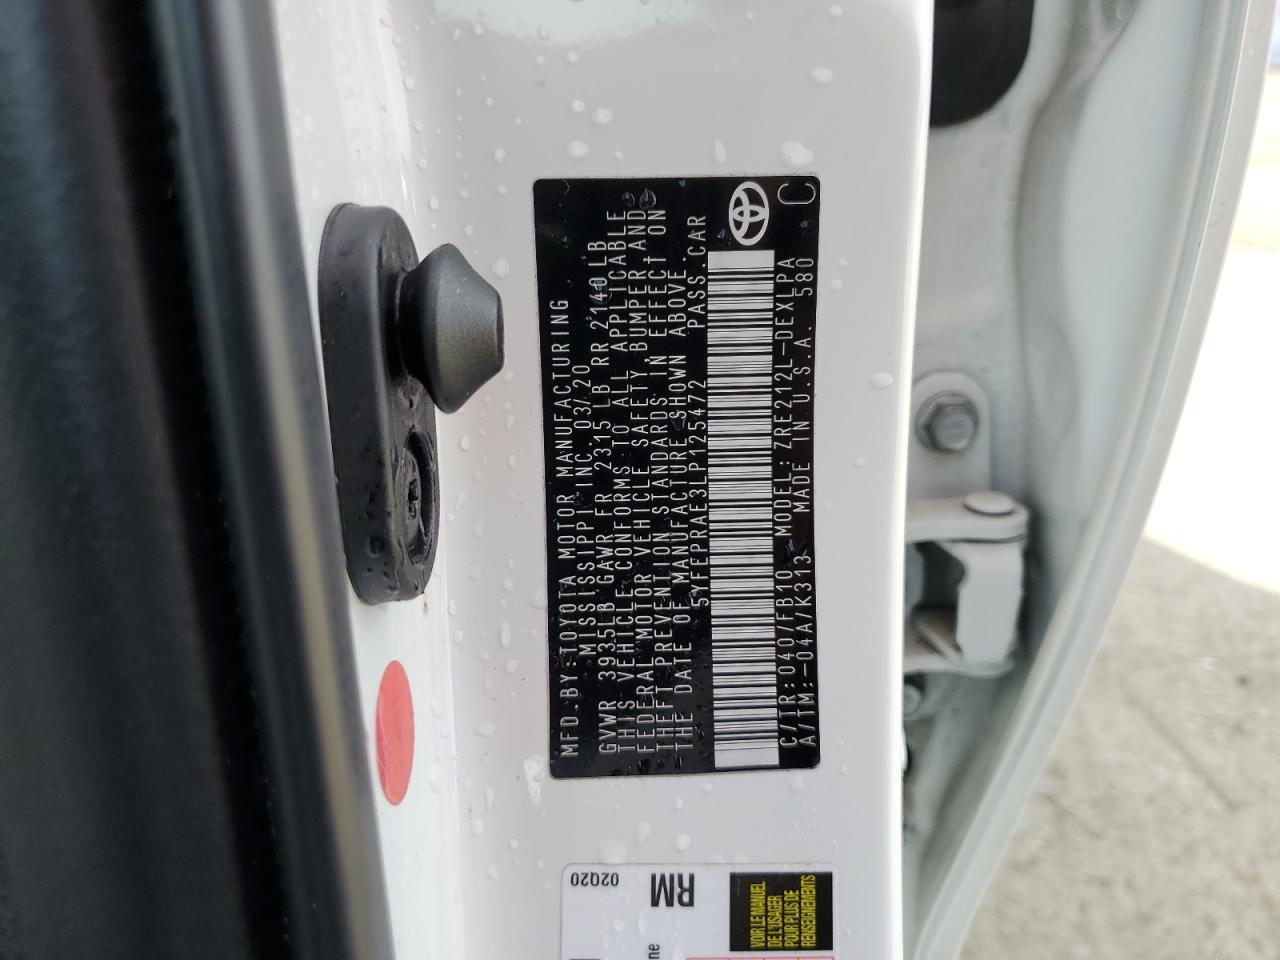 MFD.BY:TOYOTA MOTOR MANUFACTURING
MISSISSIPPI INC. 03/20
GVWR 3935LB GAWR FR 2315 LB RR 2140LB
THIS VEHICLE CONFORMS TO ALL APPLICABLE
FEDERAL MOTOR VEHICLE SAFETY, BUMPER, AND
THEFT PREVENTION STANDARDS IN EFFECT ON
THE DATE OF MANUFACTURE SHOWN ABOVE.
5YFEPRAE3LP125472 PASS.CAR
C/TR:040/FB10 MODEL:ZRE212L-DEXLPA
A/TM:-04A/K313 MADE IN U.S.A. 580
C
02Q20
RM
VOIR LE MANUEL
DE L'USAGER
POUR PLUS DE
RENSEIGNEMENTS